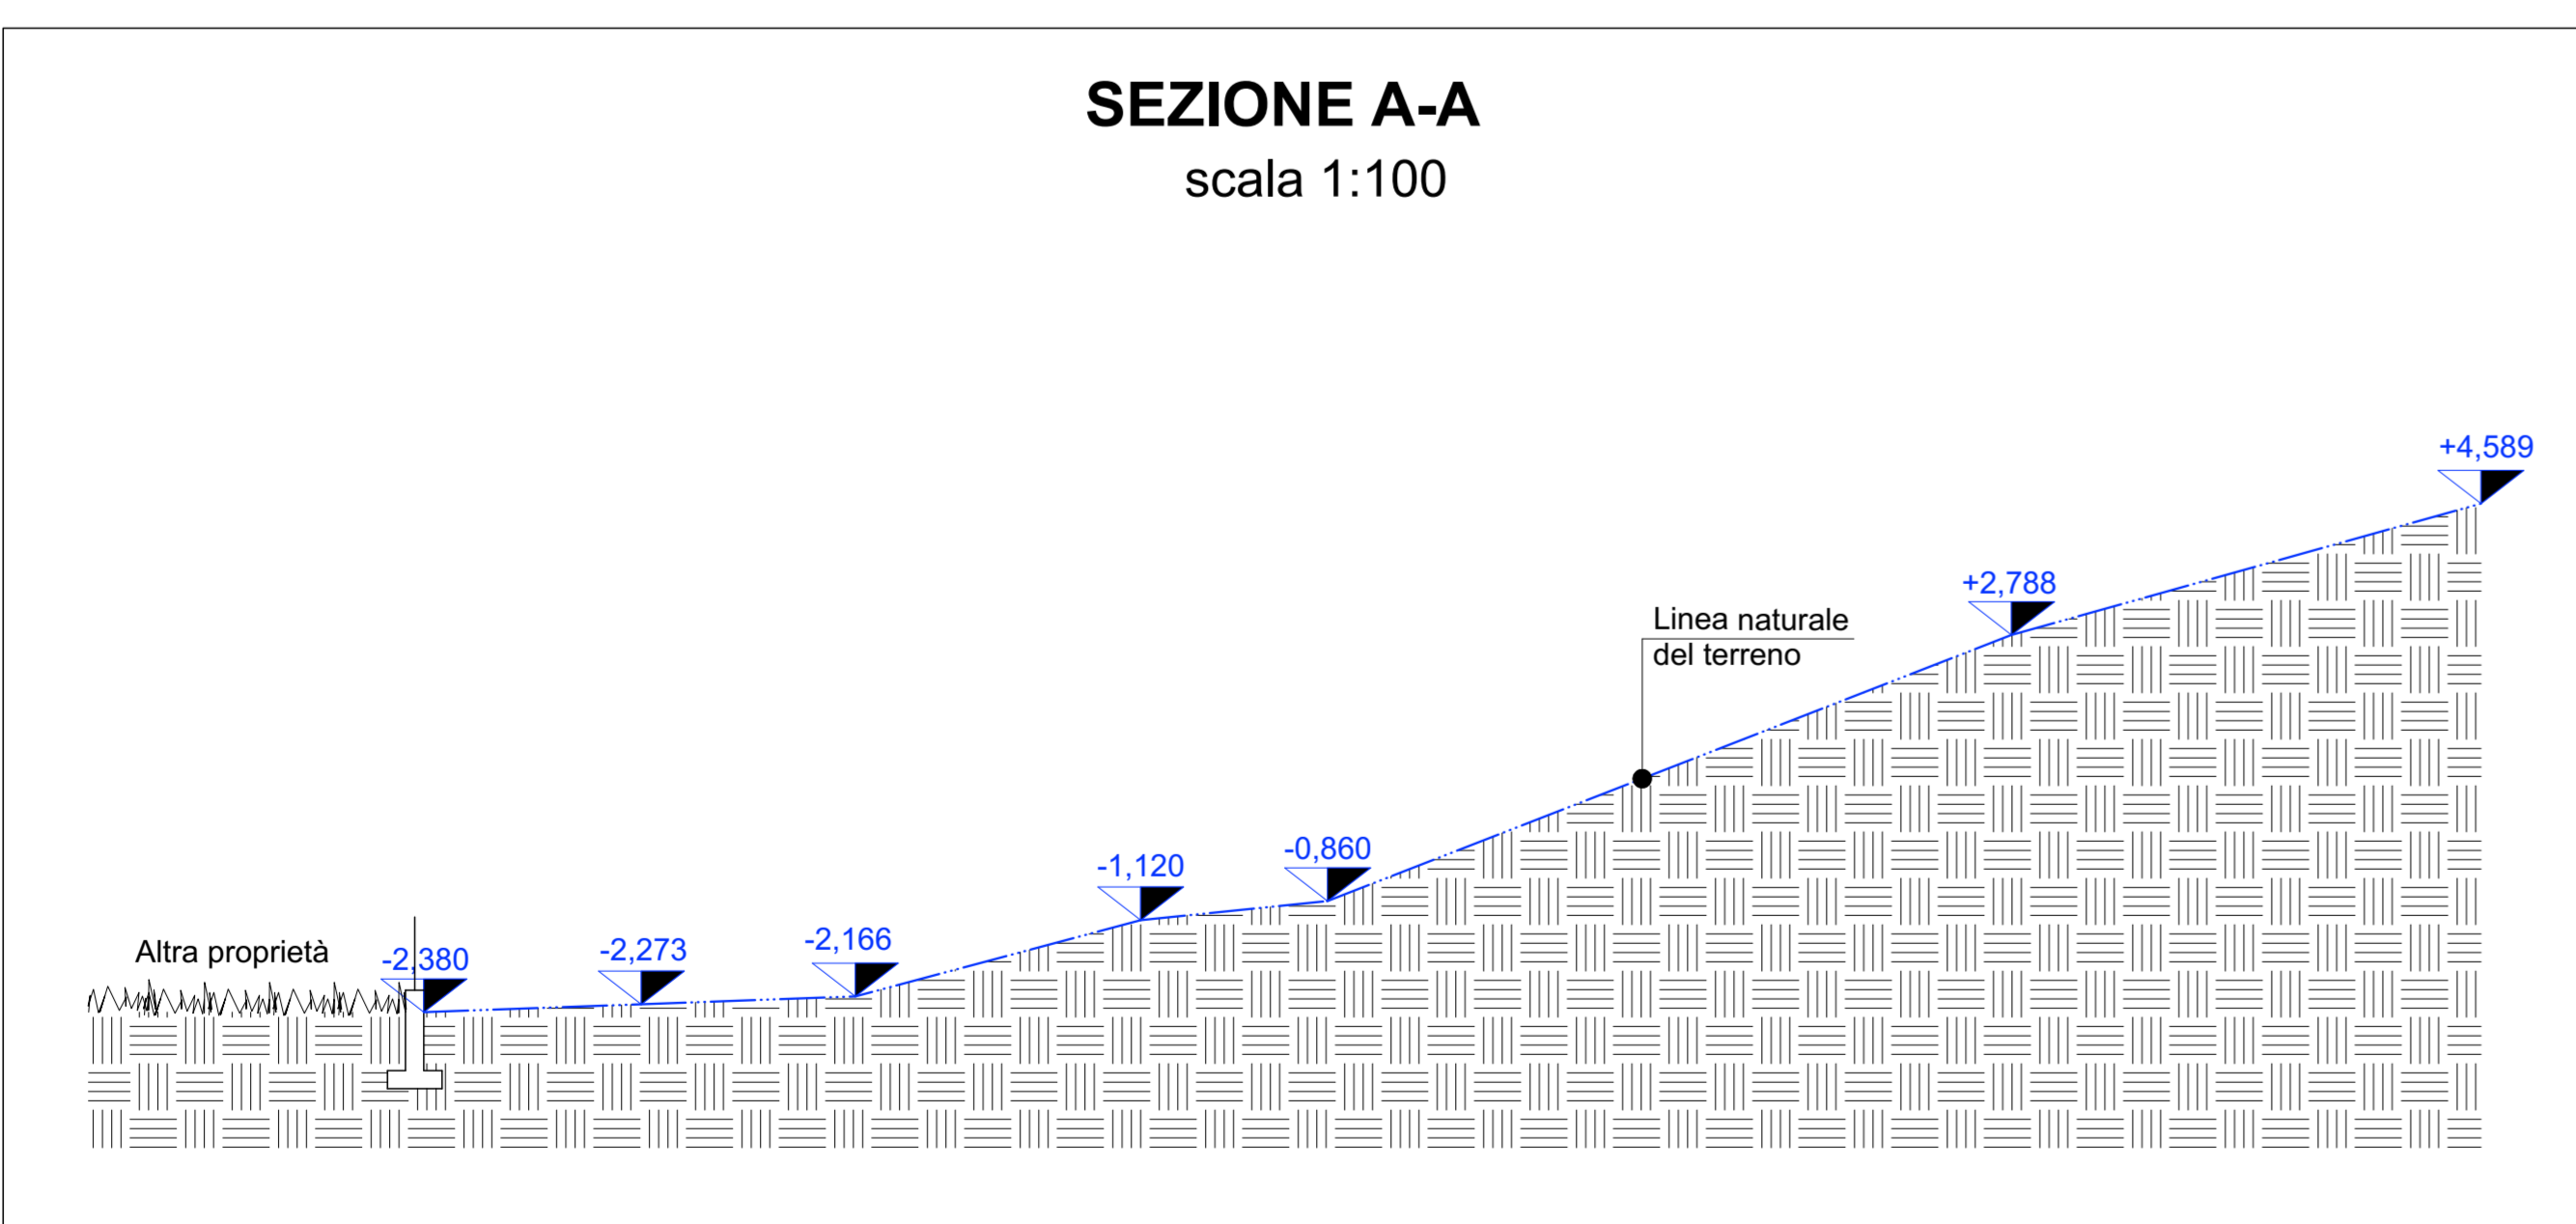 SEZIONE A-A
scala 1:100
+4,589
+2,788
Linea naturale
del terreno
-0,860
-1,120
-2,166
-2,273
-2,380
Altra proprietà